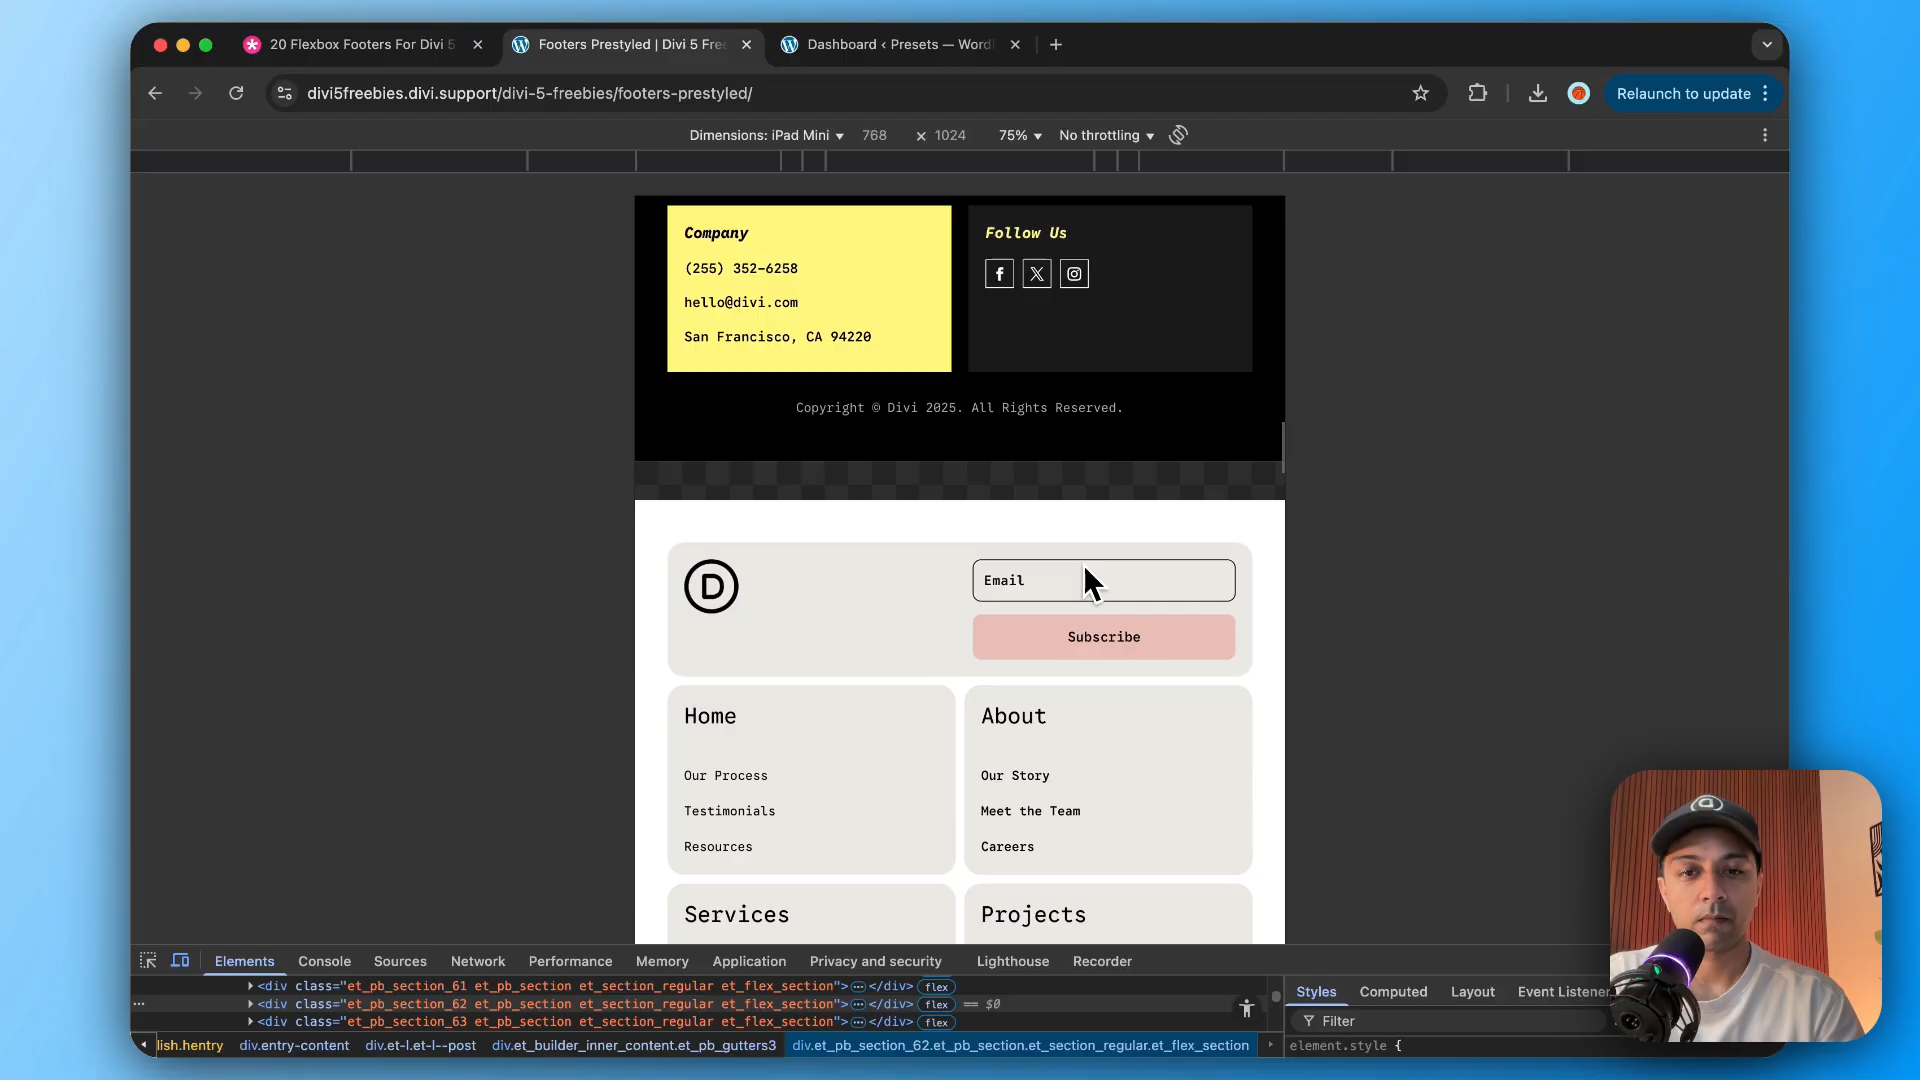 20 Flexbox Footers For Divi 5
Footers Prestyled | Divi 5 Fre
Dashboard ‹ Presets — Word
divi5freebies.divi.support/divi-5-freebies/footers-prestyled/
Relaunch to update
Dimensions: iPad Mini 768 × 1024 75% No throttling
Company
(255) 352-6258
hello@divi.com
San Francisco, CA 94220
Follow Us
Copyright © Divi 2025. All Rights Reserved.
D
Email
Subscribe
Home
Our Process
Testimonials
Resources
About
Our Story
Meet the Team
Careers
Services
Projects
Elements Console Sources Network Performance Memory Application Privacy and security Lighthouse Recorder
<div class="et_pb_section_61 et_pb_section et_section_regular et_flex_section">…</div> flex
<div class="et_pb_section_62 et_pb_section et_section_regular et_flex_section">…</div> flex == $0
<div class="et_pb_section_63 et_pb_section et_section_regular et_flex_section">…</div> flex
lish.hentry div.entry-content div.et-l.et-l--post div.et_builder_inner_content.et_pb_gutters3 div.et_pb_section_62.et_pb_section.et_section_regular.et_flex_section
Styles Computed Layout Event Listener
Filter
element.style {